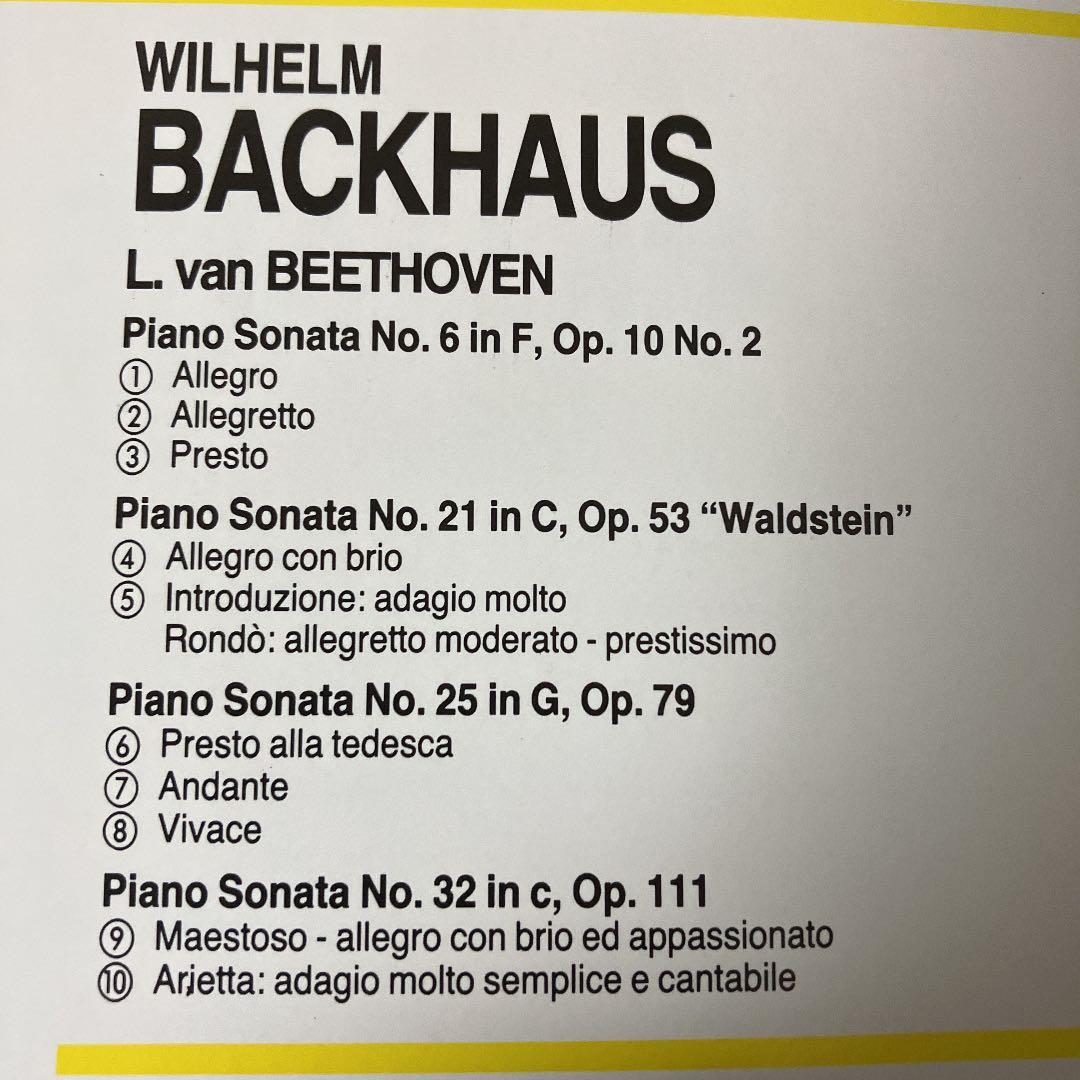 WILHELM
BACKHAUS
L. van BEETHOVEN
Piano Sonata No. 6 in F, Op. 10 No. 2
① Allegro
② Allegretto
③ Presto
Piano Sonata No. 21 in C, Op. 53 “Waldstein”
④ Allegro con brio
⑤ Introduzione: adagio molto
Rondò: allegretto moderato - prestissimo
Piano Sonata No. 25 in G, Op. 79
⑥ Presto alla tedesca
⑦ Andante
⑧ Vivace
Piano Sonata No. 32 in c, Op. 111
⑨ Maestoso - allegro con brio ed appassionato
⑩ Arietta: adagio molto semplice e cantabile